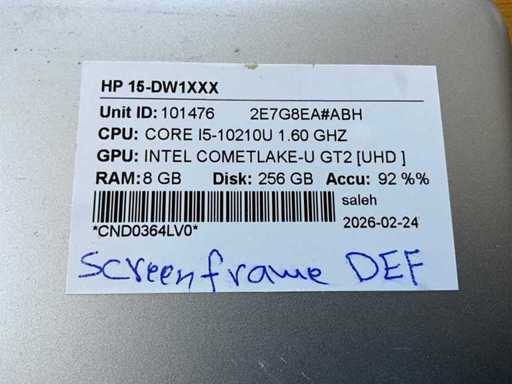 HP 15-DW1XXX
Unit ID: 101476 2E7G8EA#ABH
CPU: CORE I5-10210U 1.60 GHZ
GPU: INTEL COMETLAKE-U GT2 [UHD ]
RAM:8 GB Disk: 256 GB Accu: 92 %%
saleh
*CND0364LV0* 2026-02-24
screenframe DEF